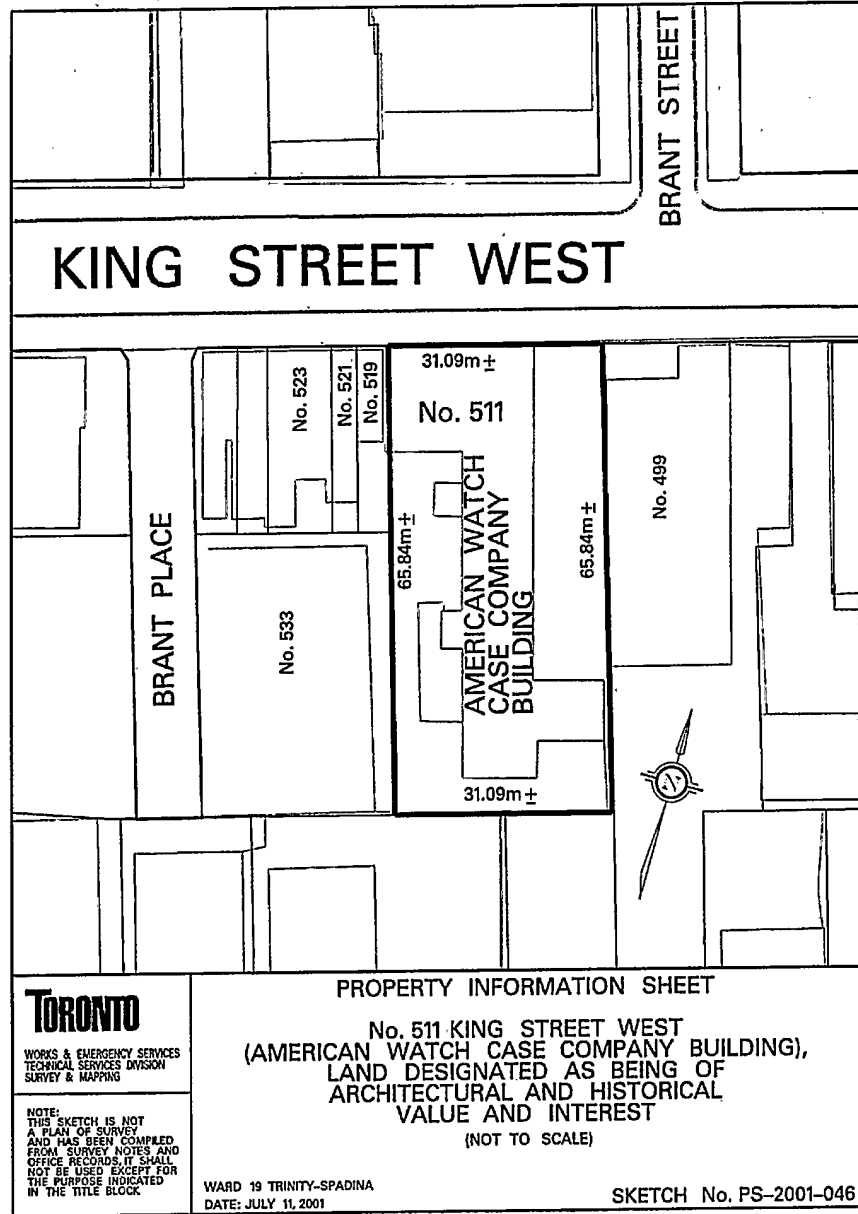 BRANT STREET
KING STREET WEST
31.09m±
No. 511
No. 523
No. 521
No. 519
No. 499
65.84m±
65.84m±
AMERICAN WATCH
CASE COMPANY
BUILDING
BRANT PLACE
No. 533
31.09m±
N
TORONTO
WORKS & EMERGENCY SERVICES
TECHNICAL SERVICES DIVISION
SURVEY & MAPPING
NOTE:
THIS SKETCH IS NOT
A PLAN OF SURVEY
AND HAS BEEN COMPILED
FROM SURVEY NOTES AND
OFFICE RECORDS, IT SHALL
NOT BE USED EXCEPT FOR
THE PURPOSE INDICATED
IN THE TITLE BLOCK
PROPERTY INFORMATION SHEET
No. 511 KING STREET WEST
(AMERICAN WATCH CASE COMPANY BUILDING),
LAND DESIGNATED AS BEING OF
ARCHITECTURAL AND HISTORICAL
VALUE AND INTEREST
(NOT TO SCALE)
WARD 19 TRINITY-SPADINA
DATE: JULY 11, 2001
SKETCH No. PS-2001-046